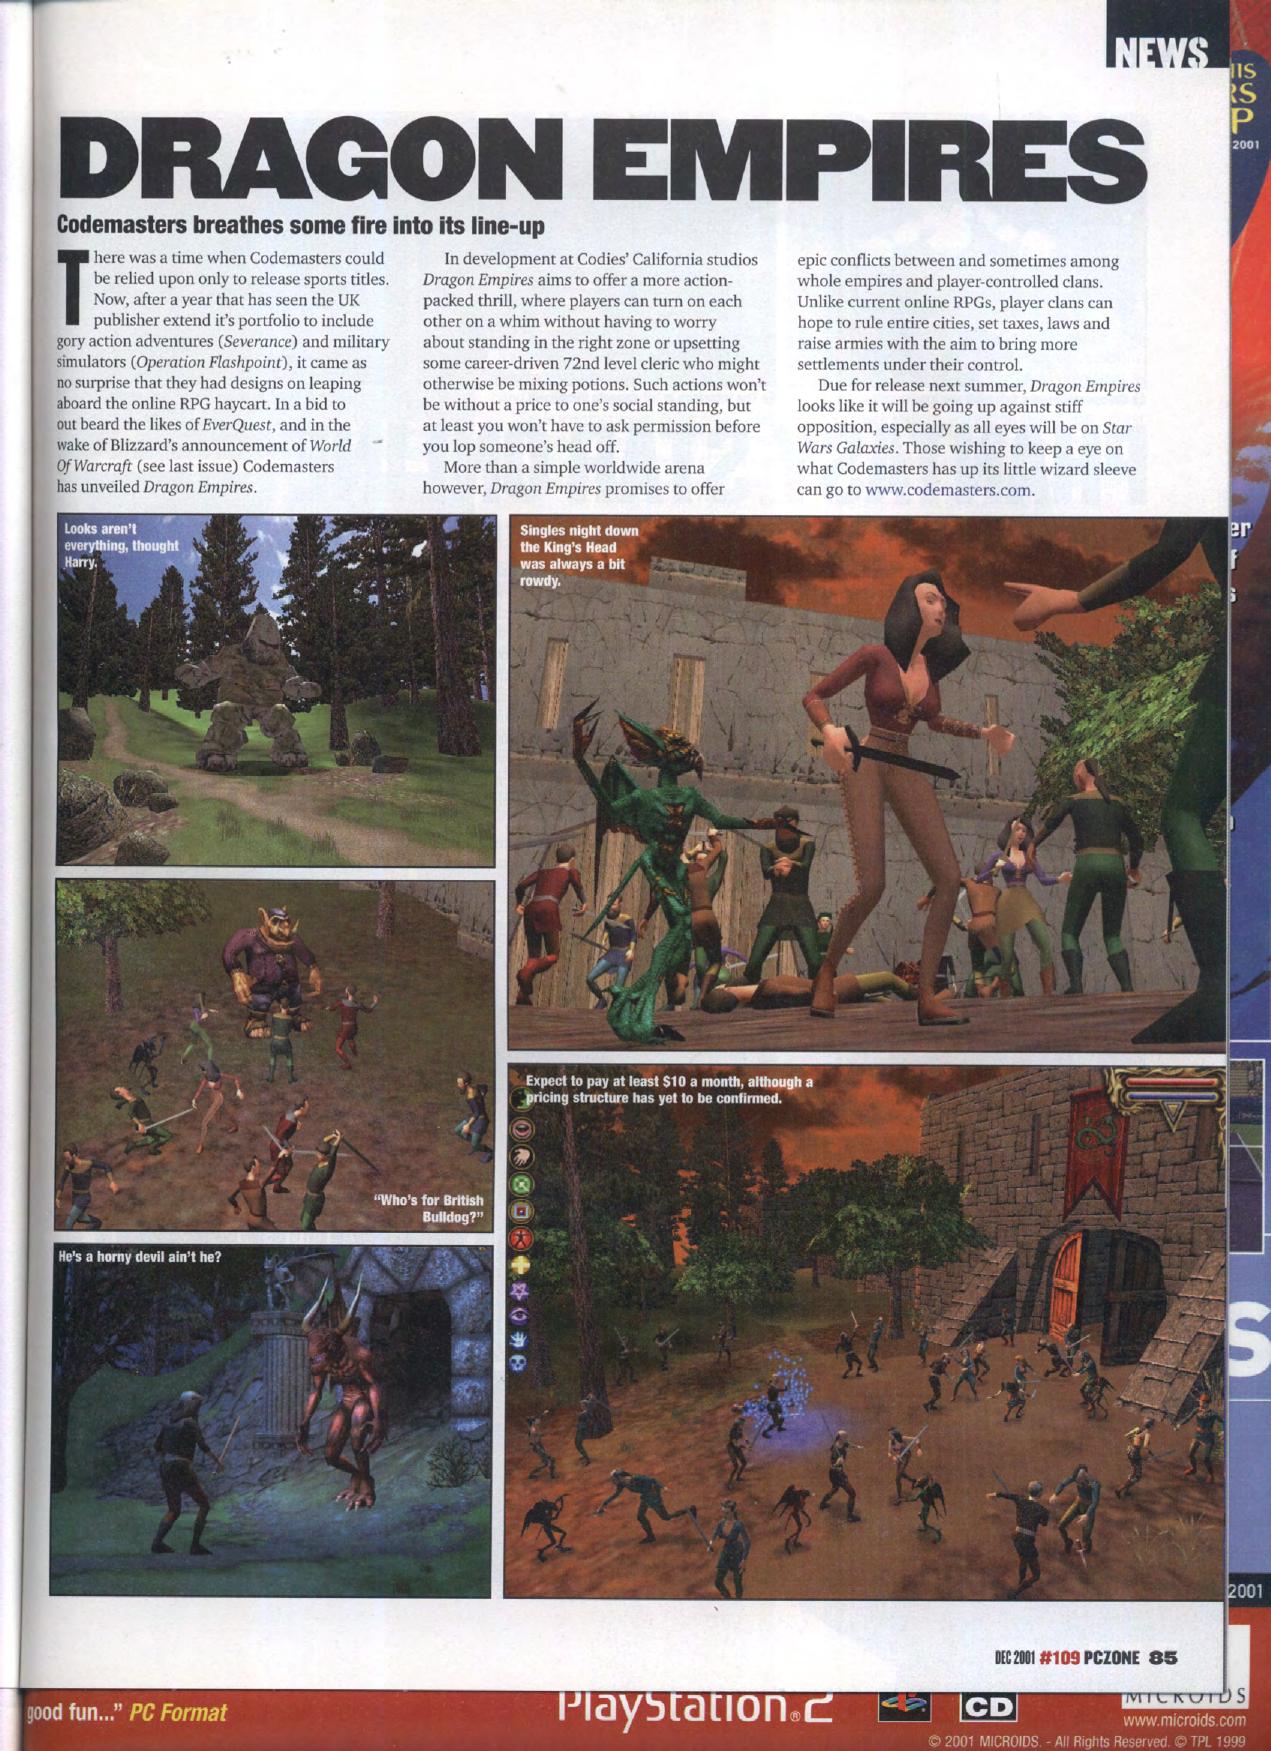 NEWS
DRAGON EMPIRES
Codemasters breathes some fire into its line-up
There was a time when Codemasters could
be relied upon only to release sports titles.
Now, after a year that has seen the UK
publisher extend it's portfolio to include
gory action adventures (Severance) and military
simulators (Operation Flashpoint), it came as
no surprise that they had designs on leaping
aboard the online RPG haycart. In a bid to
out beard the likes of EverQuest, and in the
wake of Blizzard's announcement of World
Of Warcraft (see last issue) Codemasters
has unveiled Dragon Empires.
In development at Codies' California studios
Dragon Empires aims to offer a more action-
packed thrill, where players can turn on each
other on a whim without having to worry
about standing in the right zone or upsetting
some career-driven 72nd level cleric who might
otherwise be mixing potions. Such actions won't
be without a price to one's social standing, but
at least you won't have to ask permission before
you lop someone's head off.
More than a simple worldwide arena
however, Dragon Empires promises to offer
epic conflicts between and sometimes among
whole empires and player-controlled clans.
Unlike current online RPGs, player clans can
hope to rule entire cities, set taxes, laws and
raise armies with the aim to bring more
settlements under their control.
Due for release next summer, Dragon Empires
looks like it will be going up against stiff
opposition, especially as all eyes will be on Star
Wars Galaxies. Those wishing to keep a eye on
what Codemasters has up its little wizard sleeve
can go to www.codemasters.com.
Looks aren't
everything, thought
Harry.
Singles night down
the King's Head
was always a bit
rowdy.
"Who's for British
Bulldog?"
Expect to pay at least $10 a month, although a
pricing structure has yet to be confirmed.
He's a horny devil ain't he?
DEC 2001 #109 PCZONE 85
2001
2001
good fun..." PC Format
PlayStation®2
CD
MICROIDS
www.microids.com
© 2001 MICROIDS. - All Rights Reserved. © TPL 1999